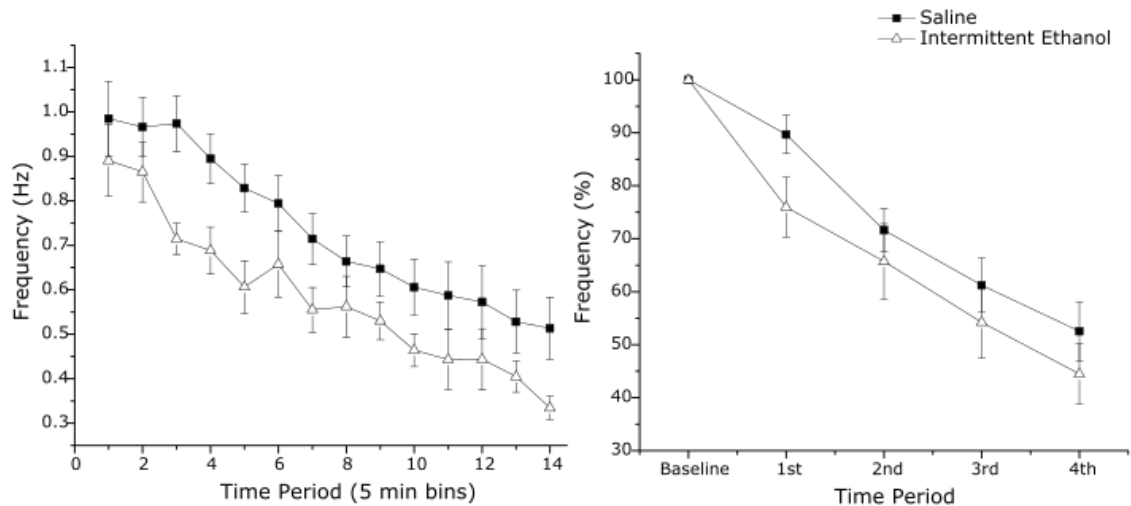 Saline
Intermittent Ethanol
1.1
1.0
0.9
0.8
0.7
0.6
0.5
0.4
0.3
Frequency (Hz)
0 2 4 6 8 10 12 14
Time Period (5 min bins)
100
90
80
70
60
50
40
30
Frequency (%)
Baseline 1st 2nd 3rd 4th
Time Period